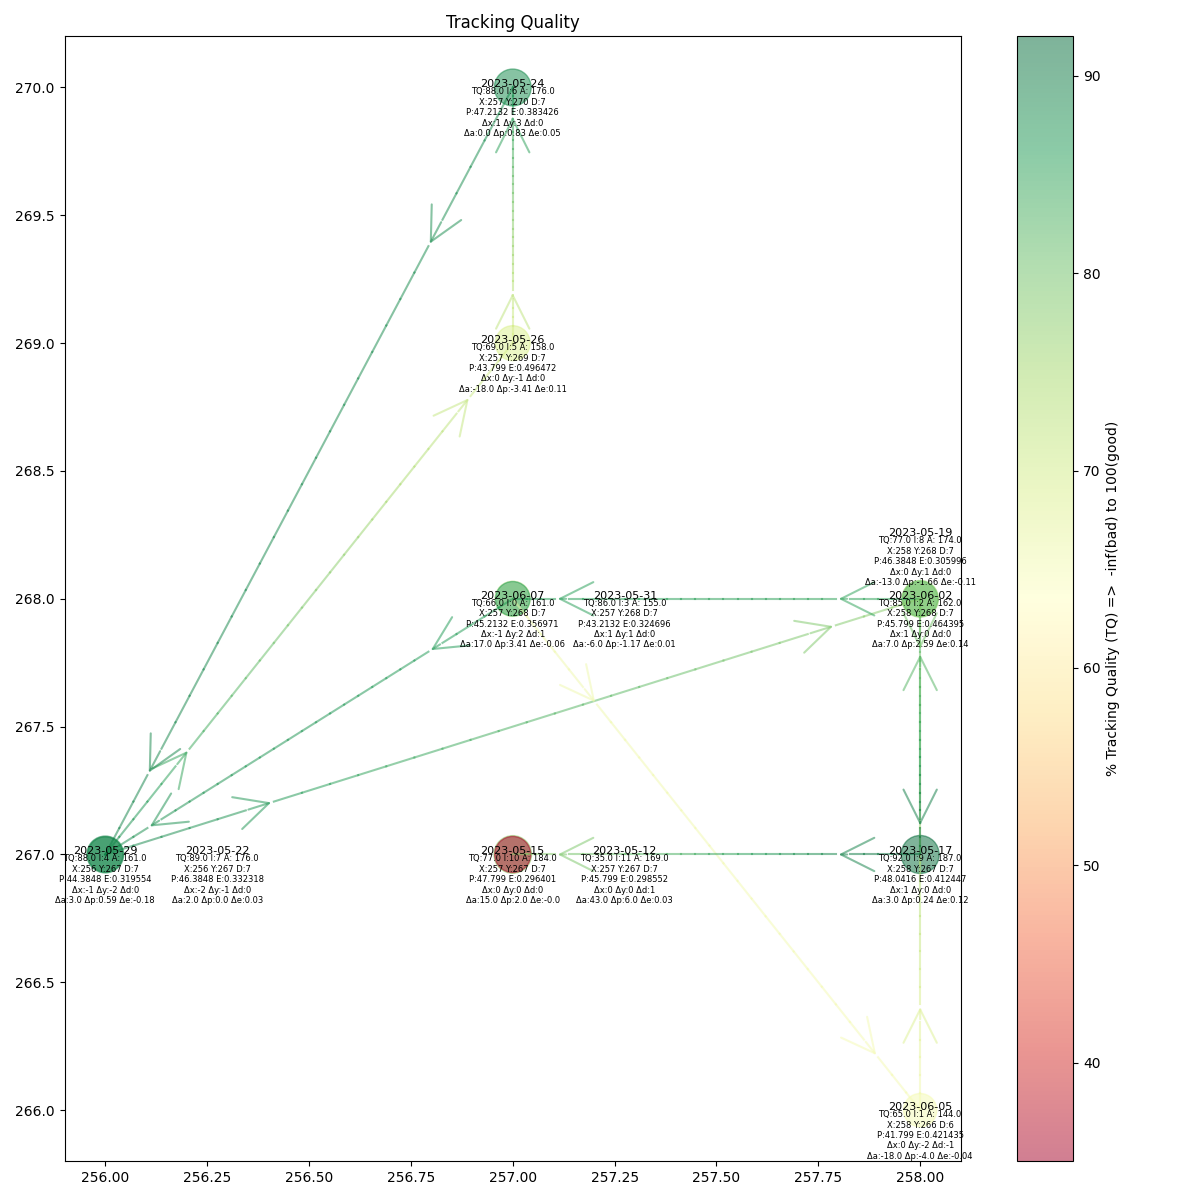 Tracking Quality
270.0
269.5
269.0
268.5
268.0
267.5
267.0
266.5
266.0
256.00
256.25
256.50
256.75
257.00
257.25
257.50
257.75
258.00
2023-05-24
TQ:88.0 I:6 A: 176.0
X:257 Y:270 D:7
P:47.2132 E:0.383426
Δx:1 Δy:3 Δd:0
Δa:0.0 Δp:0.83 Δe:0.05
2023-05-26
TQ:69.0 I:5 A: 158.0
X:257 Y:269 D:7
P:43.799 E:0.496472
Δx:0 Δy:-1 Δd:0
Δa:-18.0 Δp:-3.41 Δe:0.11
2023-05-19
TQ:77.0 I:8 A: 174.0
X:258 Y:268 D:7
P:46.3848 E:0.305996
Δx:0 Δy:1 Δd:0
Δa:-13.0 Δp:-1.66 Δe:-0.11
2023-06-07
TQ:66.0 I:0 A: 161.0
X:257 Y:268 D:7
P:45.2132 E:0.356971
Δx:-1 Δy:2 Δd:1
Δa:17.0 Δp:3.41 Δe:-0.06
2023-05-31
TQ:86.0 I:3 A: 155.0
X:257 Y:268 D:7
P:43.2132 E:0.324696
Δx:1 Δy:1 Δd:0
Δa:-6.0 Δp:-1.17 Δe:0.01
2023-06-02
TQ:85.0 I:2 A: 162.0
X:258 Y:268 D:7
P:45.799 E:0.464395
Δx:1 Δy:0 Δd:0
Δa:7.0 Δp:2.59 Δe:0.14
2023-05-29
TQ:88.0 I:4 A: 161.0
X:256 Y:267 D:7
P:44.3848 E:0.319554
Δx:-1 Δy:-2 Δd:0
Δa:3.0 Δp:0.59 Δe:-0.18
2023-05-22
TQ:89.0 I:7 A: 176.0
X:256 Y:267 D:7
P:46.3848 E:0.332318
Δx:-2 Δy:-1 Δd:0
Δa:2.0 Δp:0.0 Δe:0.03
2023-05-15
TQ:77.0 I:10 A: 184.0
X:257 Y:267 D:7
P:47.799 E:0.296401
Δx:0 Δy:0 Δd:0
Δa:15.0 Δp:2.0 Δe:-0.0
2023-05-12
TQ:35.0 I:11 A: 169.0
X:257 Y:267 D:7
P:45.799 E:0.298552
Δx:0 Δy:0 Δd:1
Δa:43.0 Δp:6.0 Δe:0.03
2023-05-17
TQ:92.0 I:9 A: 187.0
X:258 Y:267 D:7
P:48.0416 E:0.412447
Δx:1 Δy:0 Δd:0
Δa:3.0 Δp:0.24 Δe:0.12
2023-06-05
TQ:65.0 I:1 A: 144.0
X:258 Y:266 D:6
P:41.799 E:0.421435
Δx:0 Δy:-2 Δd:-1
Δa:-18.0 Δp:-4.0 Δe:-0.04
90
80
70
60
50
40
% Tracking Quality (TQ) =>  -inf(bad) to 100(good)